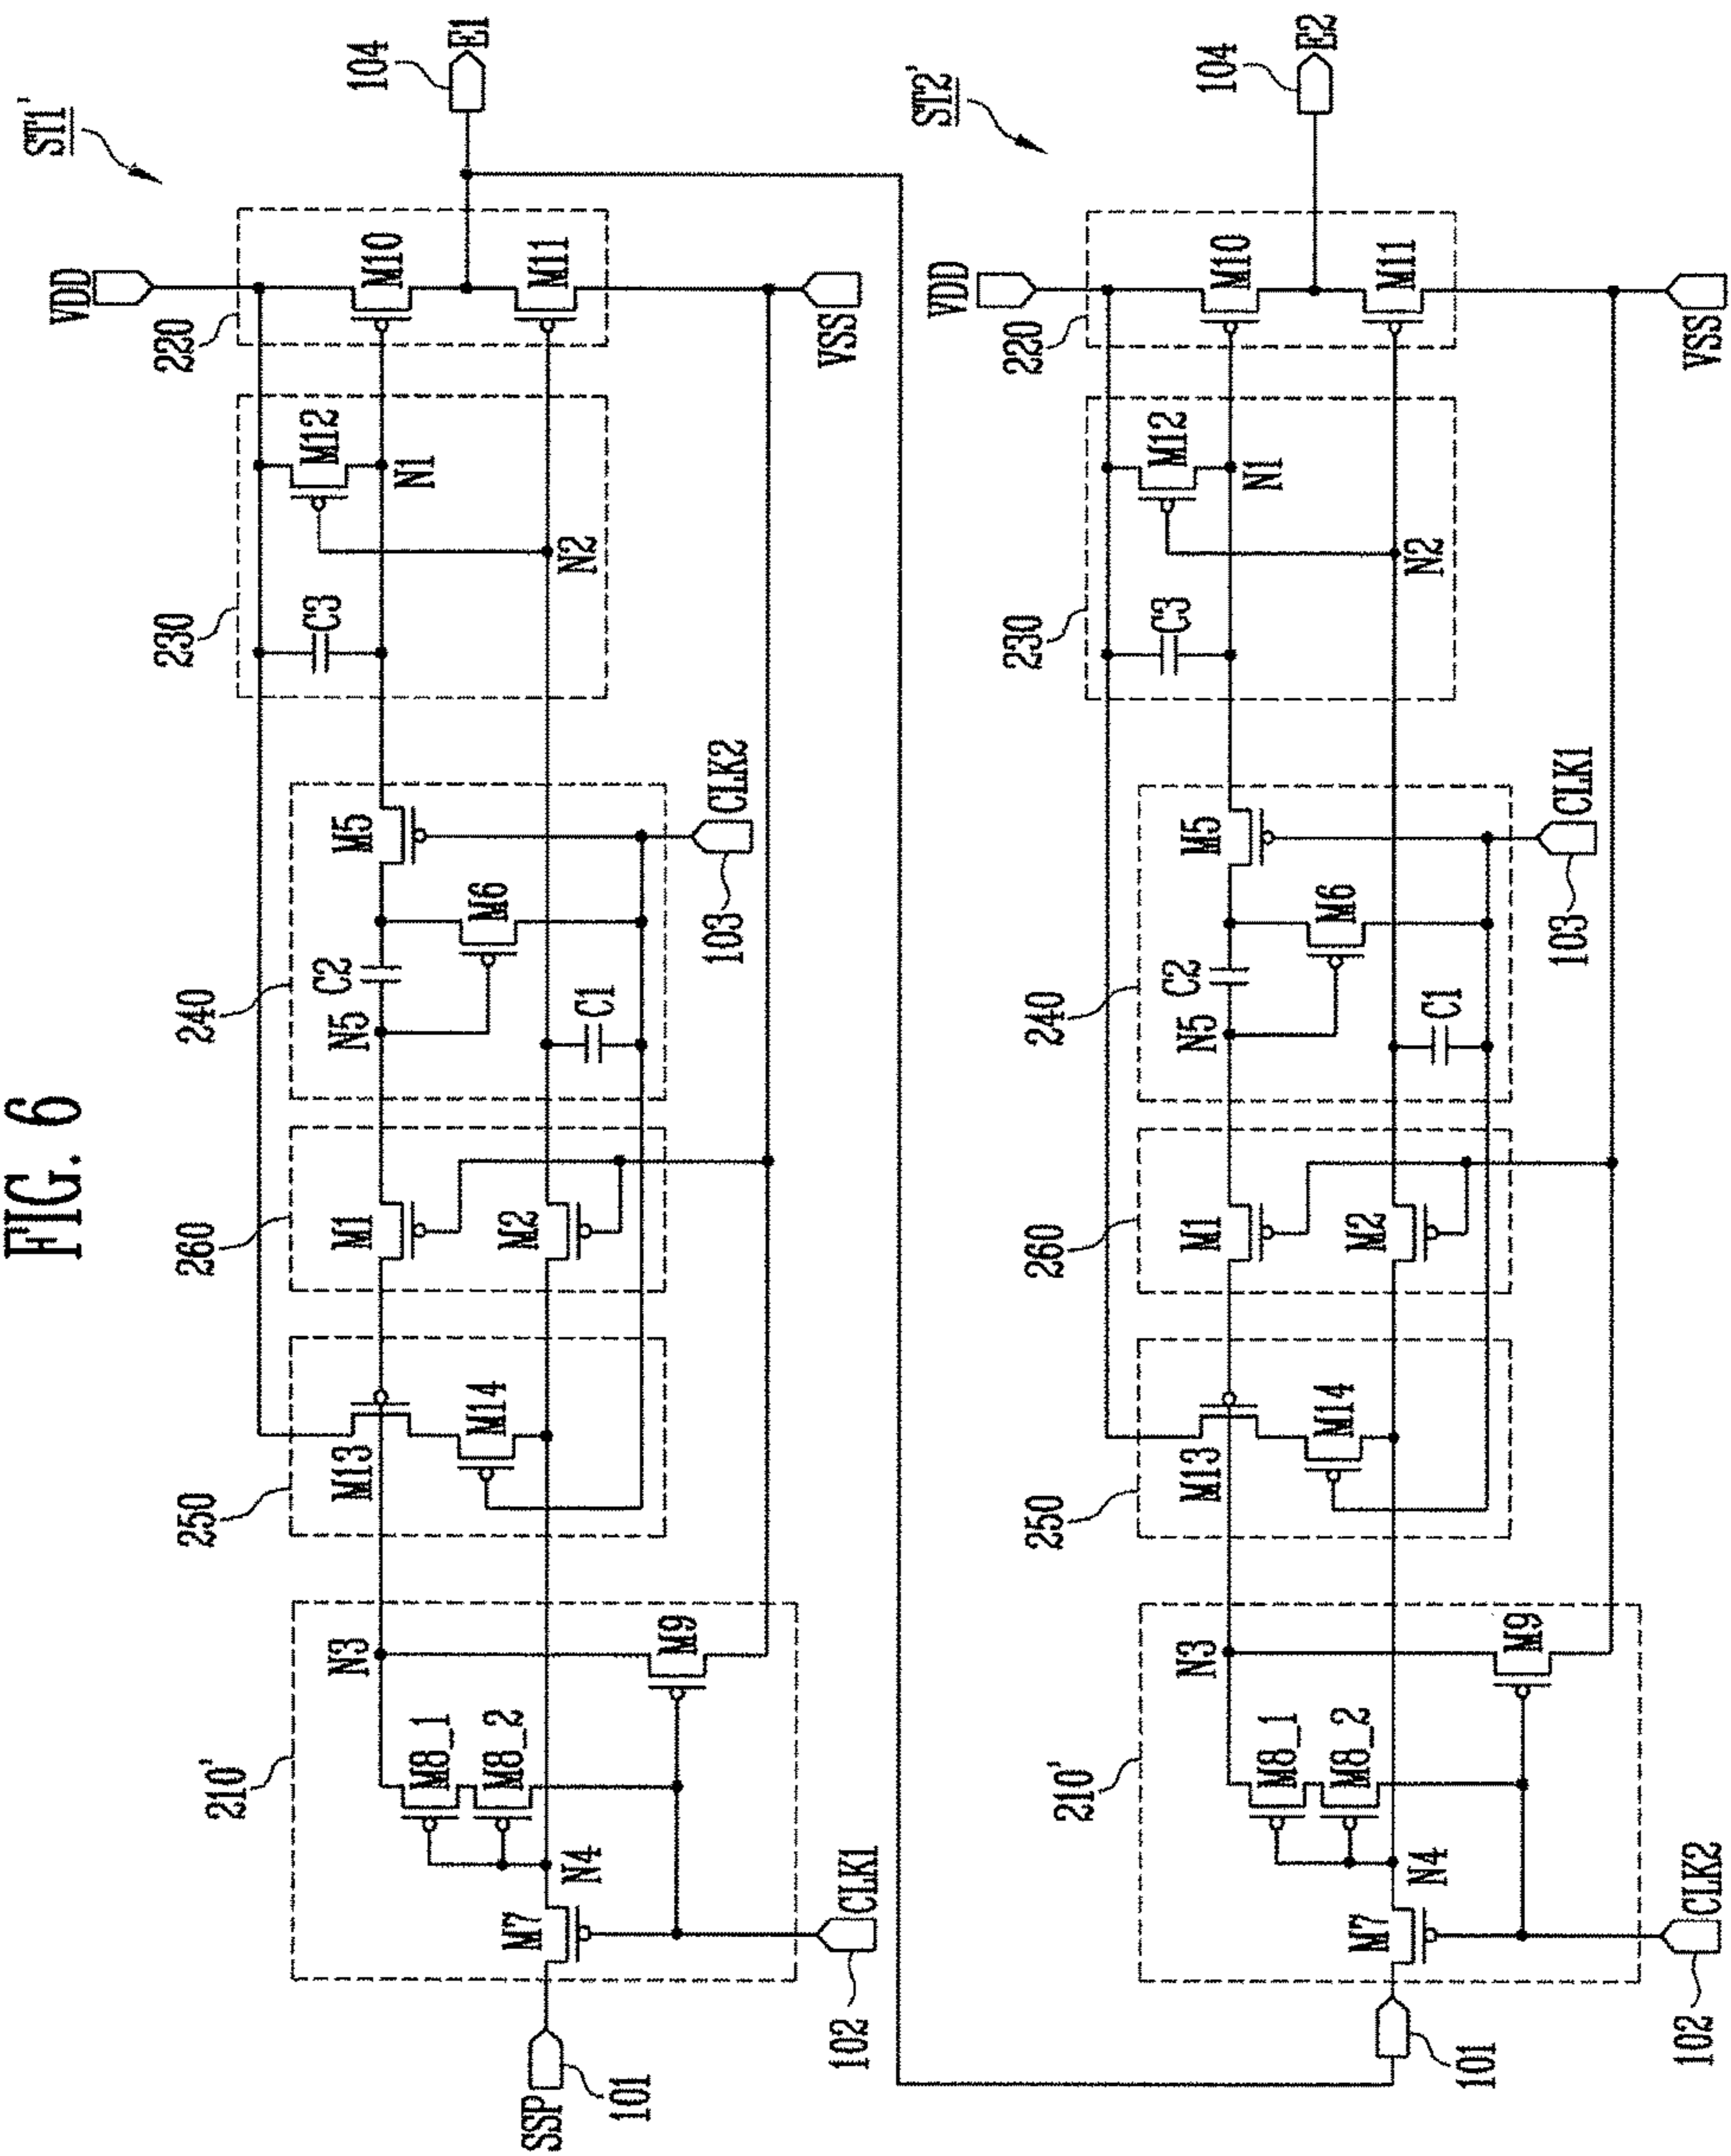 FIG. 6
ST1'
VDD
220
M10
M11
104
E1
VSS
230
C3
M12
N1
N2
240
N5
C2
M5
M6
C1
CLK2
103
260
M1
M2
250
M13
M14
210'
N3
M8_1
M8_2
M9
N4
M7
SSP
101
CLK1
102
ST2'
VDD
220
M10
M11
104
E2
VSS
230
C3
M12
N1
N2
240
N5
C2
M5
M6
C1
CLK1
103
260
M1
M2
250
M13
M14
210'
N3
M8_1
M8_2
M9
N4
M7
101
CLK2
102